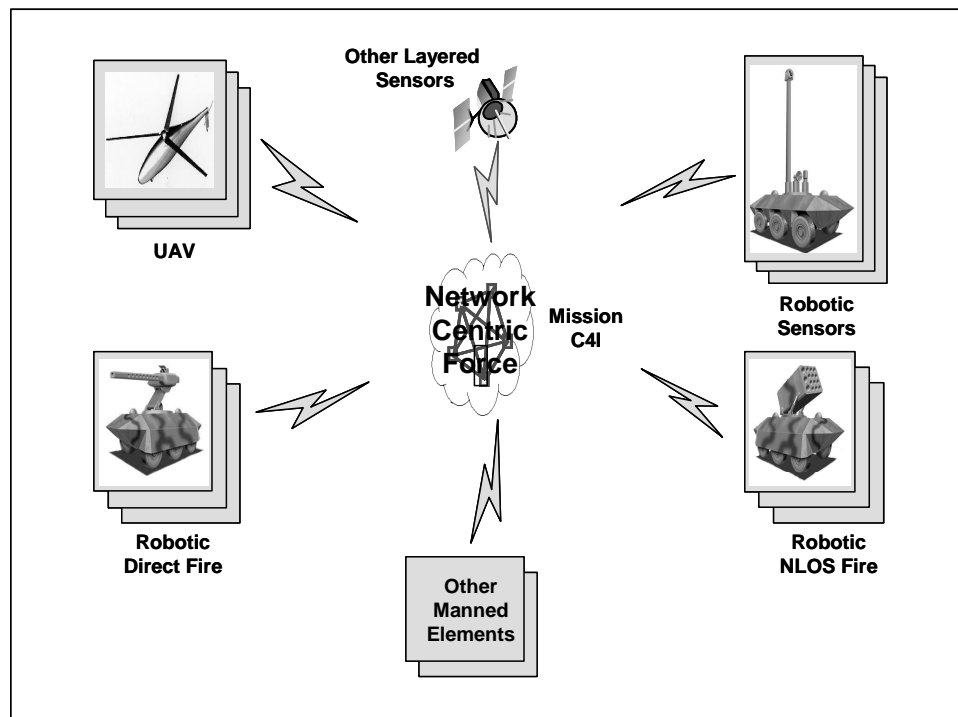 Other Layered
Sensors
UAV
Robotic
Sensors
Network
Centric
Force
Mission
C4I
Robotic
Direct Fire
Robotic
NLOS Fire
Other
Manned
Elements